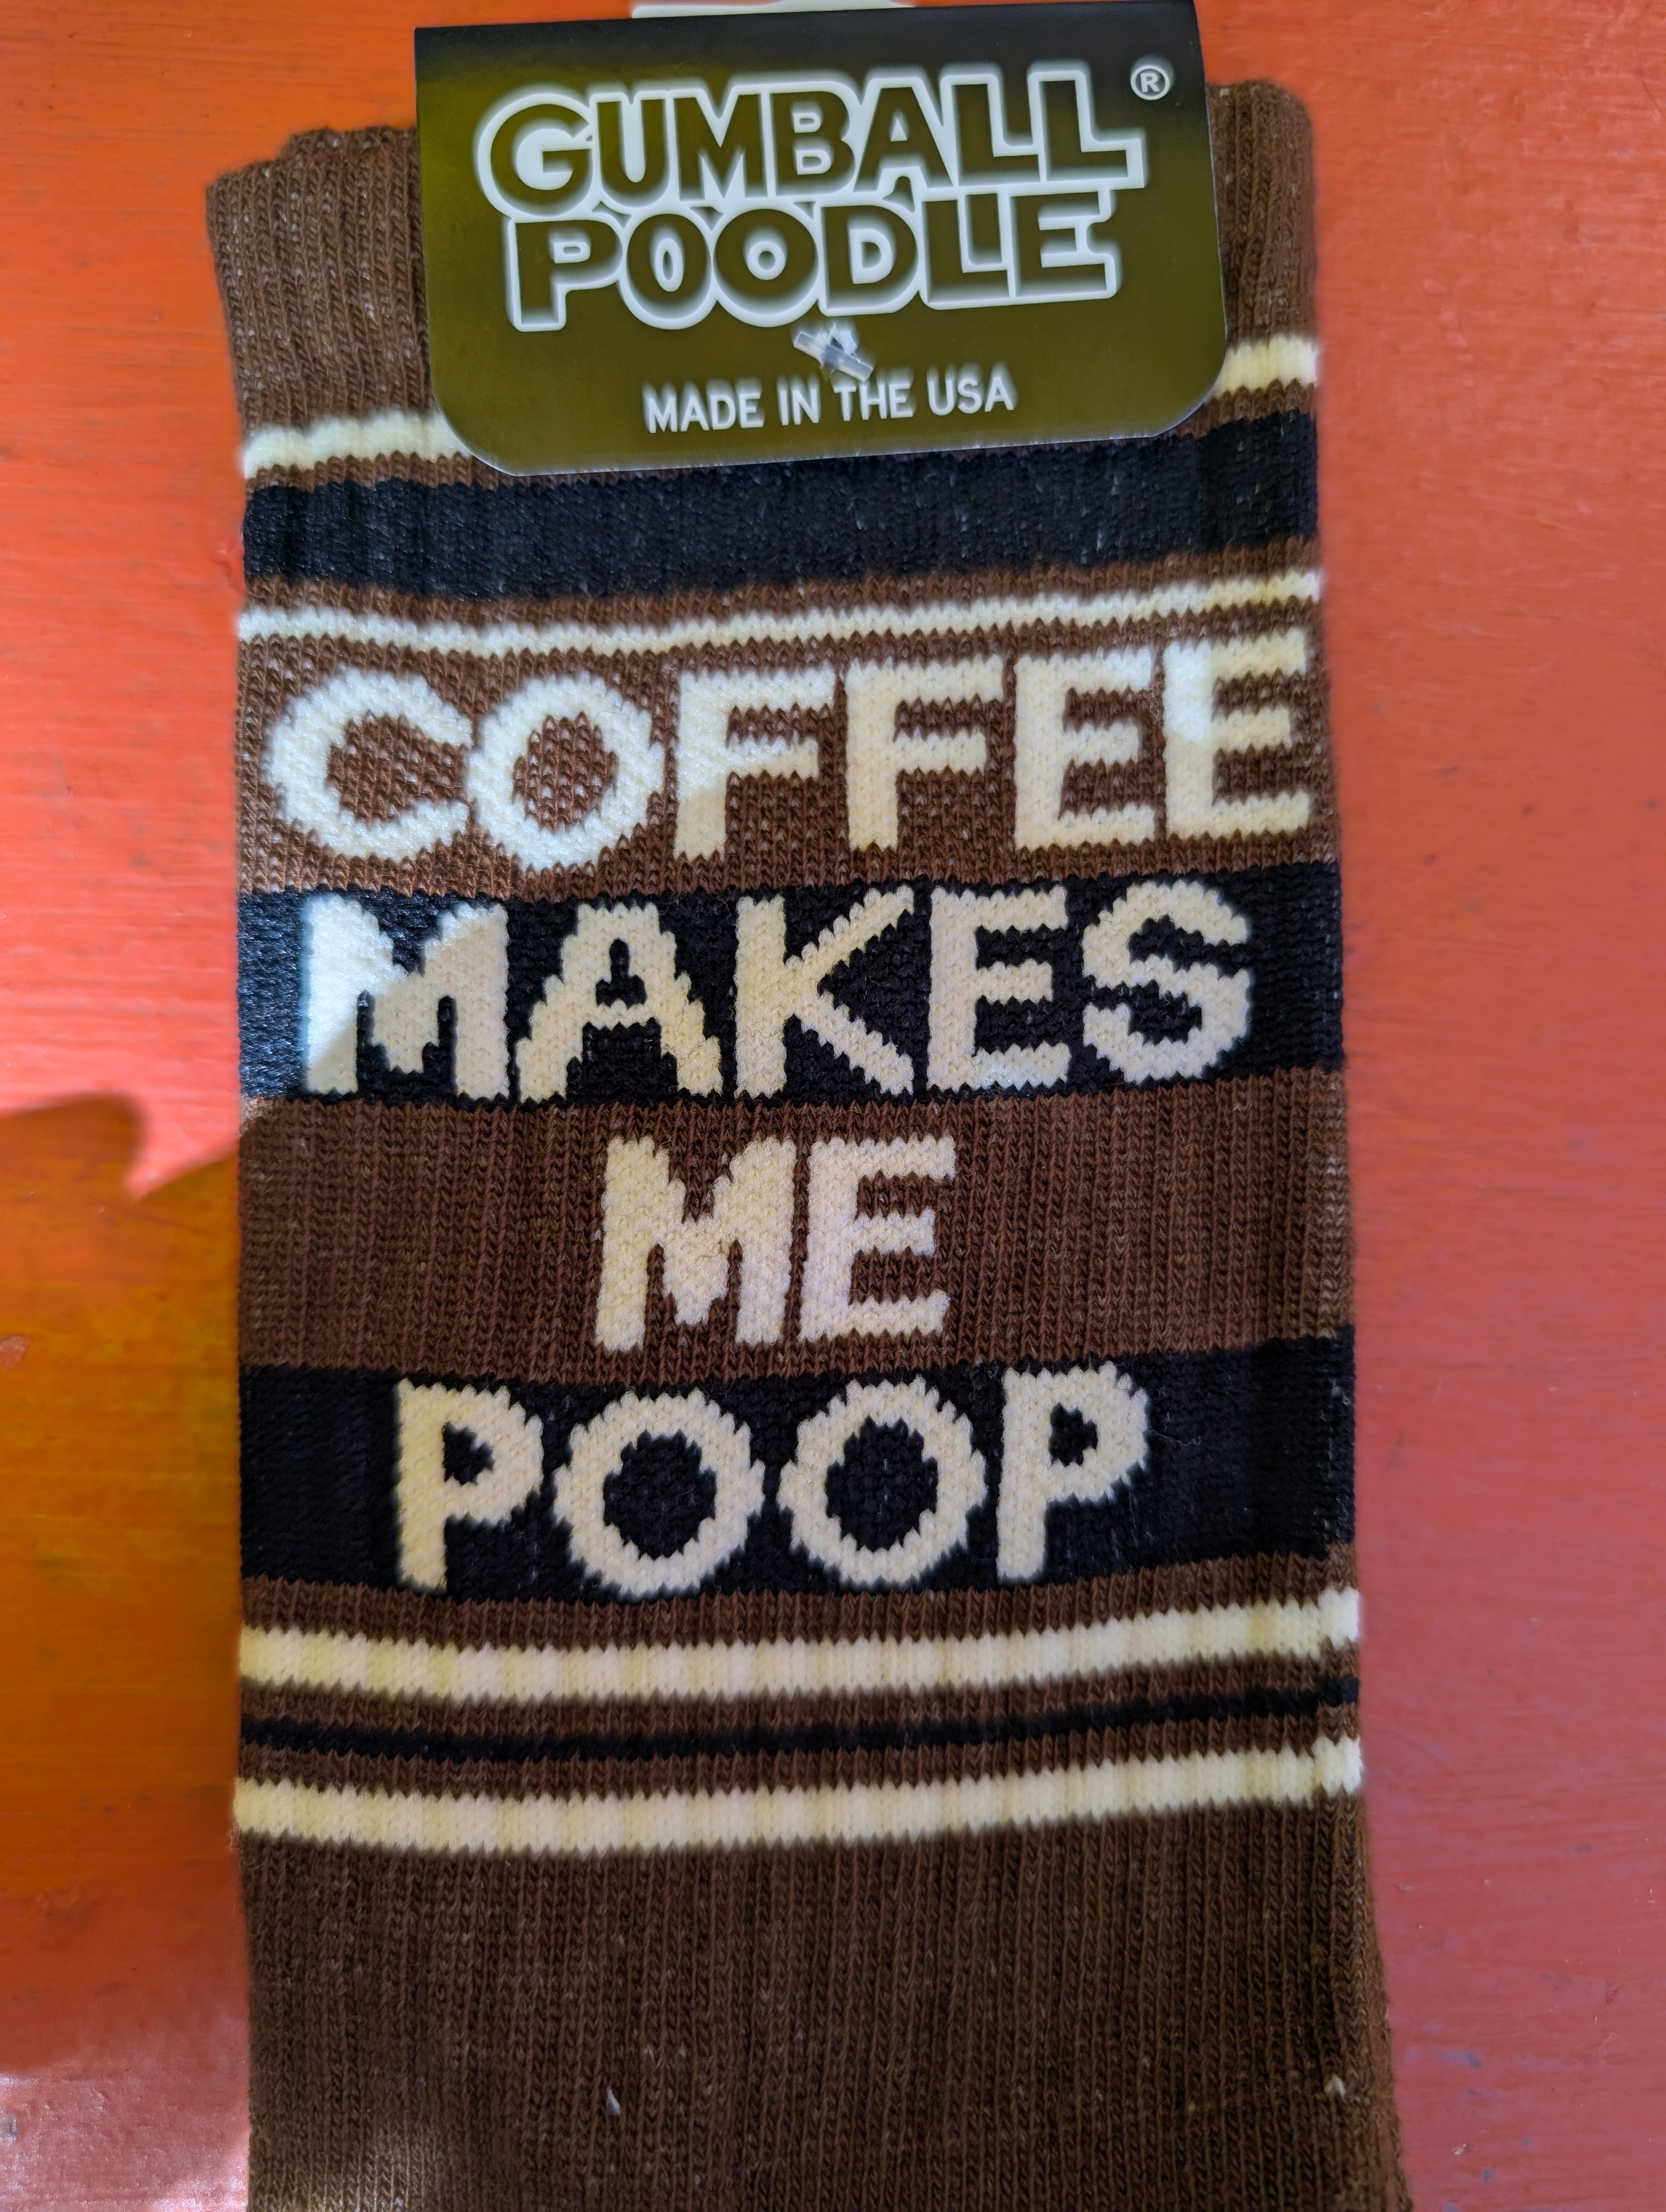 GUMBALL ®
POODLE
MADE IN THE USA
COFFEE
MAKES
ME
POOP